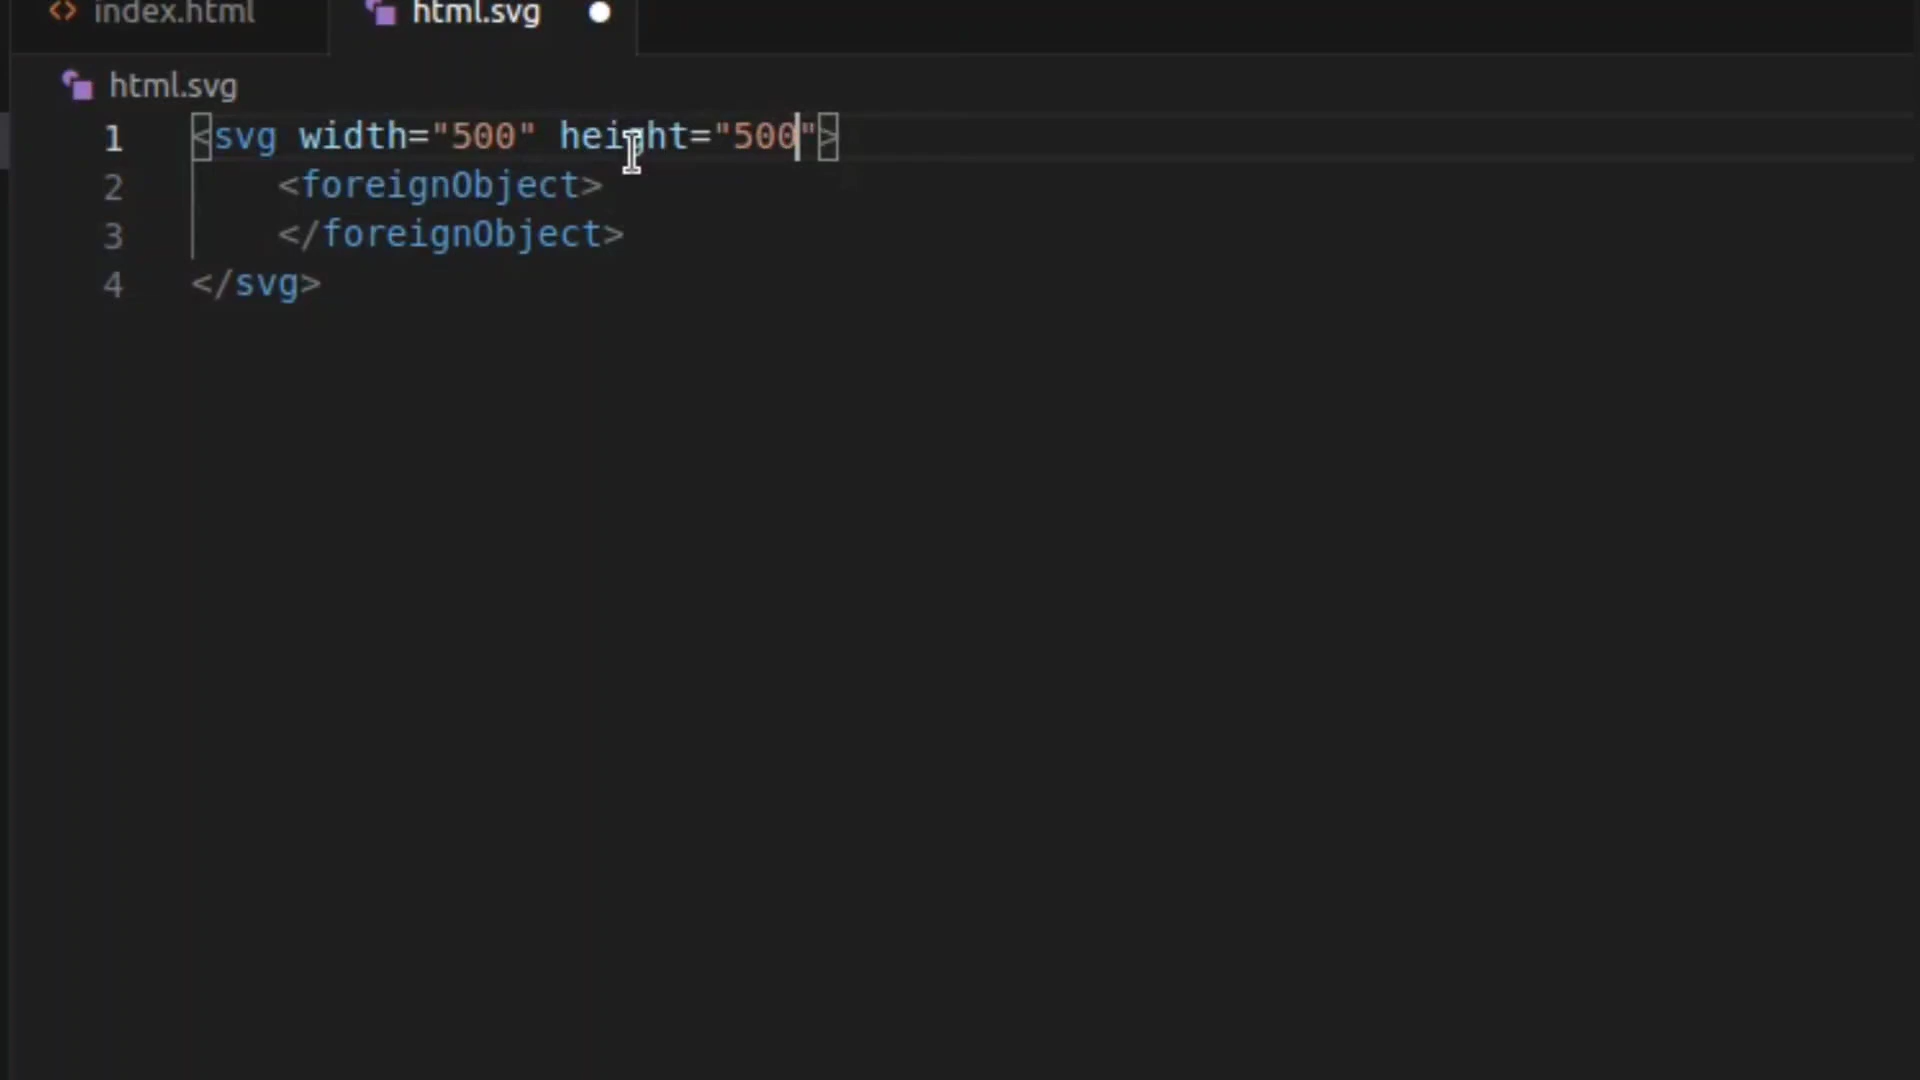 index.html
html.svg
html.svg
1 <svg width="500" height="500">
2     <foreignObject>
3     </foreignObject>
4 </svg>